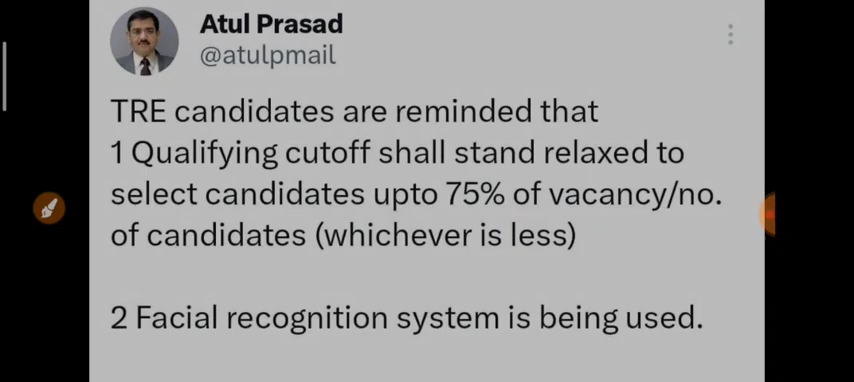 Atul Prasad
@atulpmail
TRE candidates are reminded that
1 Qualifying cutoff shall stand relaxed to
select candidates upto 75% of vacancy/no.
of candidates (whichever is less)
2 Facial recognition system is being used.